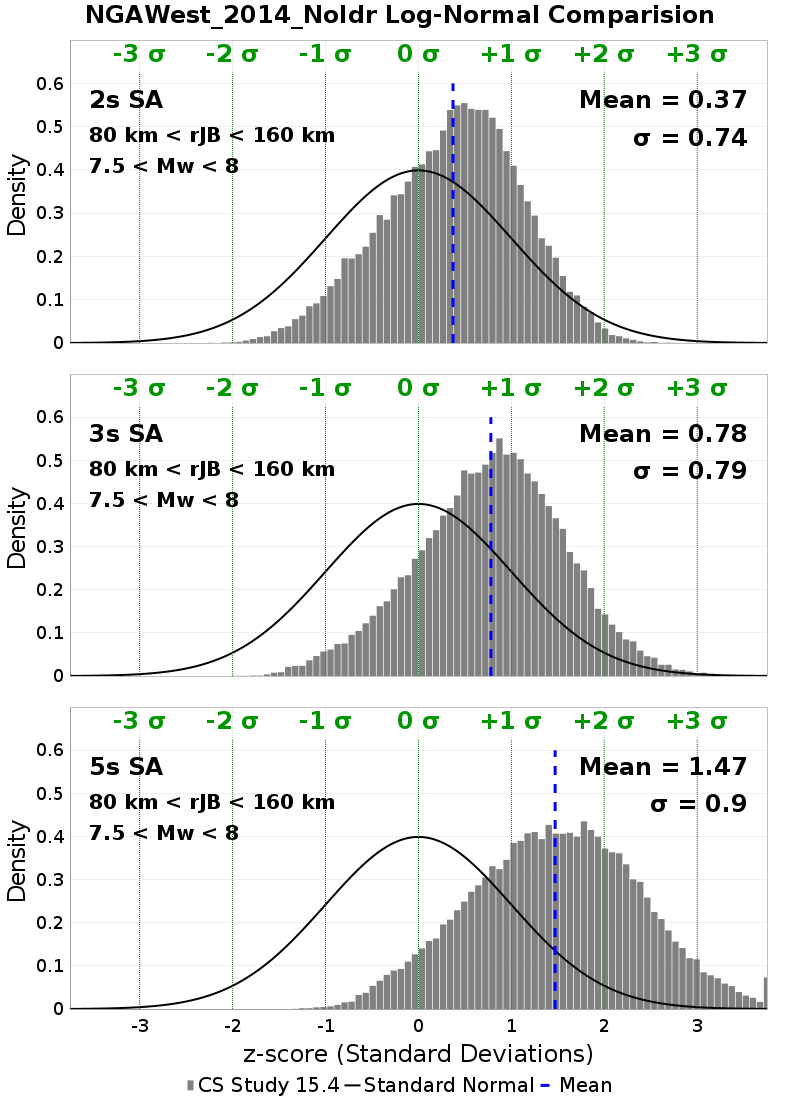 NGAWest_2014_NoIdr Log-Normal Comparision
-3 σ -2 σ -1 σ 0 σ +1 σ +2 σ +3 σ
2s SA
80 km < rJB < 160 km
7.5 < Mw < 8
Mean = 0.37
σ = 0.74
Density
0.6
0.5
0.4
0.3
0.2
0.1
0
-3 σ -2 σ -1 σ 0 σ +1 σ +2 σ +3 σ
3s SA
80 km < rJB < 160 km
7.5 < Mw < 8
Mean = 0.78
σ = 0.79
Density
0.6
0.5
0.4
0.3
0.2
0.1
0
-3 σ -2 σ -1 σ 0 σ +1 σ +2 σ +3 σ
5s SA
80 km < rJB < 160 km
7.5 < Mw < 8
Mean = 1.47
σ = 0.9
Density
0.6
0.5
0.4
0.3
0.2
0.1
0
-3 -2 -1 0 1 2 3
z-score (Standard Deviations)
CS Study 15.4 Standard Normal Mean